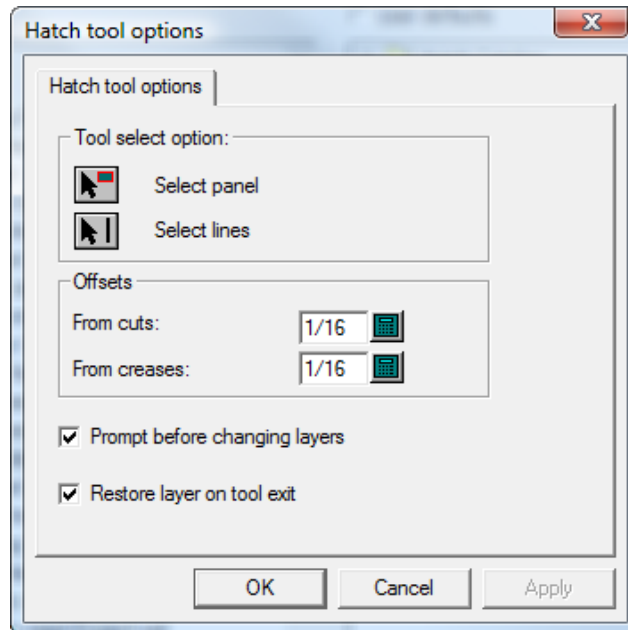 Hatch tool options
Hatch tool options
Tool select option:
Select panel
Select lines
Offsets
From cuts: 1/16
From creases: 1/16
Prompt before changing layers
Restore layer on tool exit
OK Cancel Apply